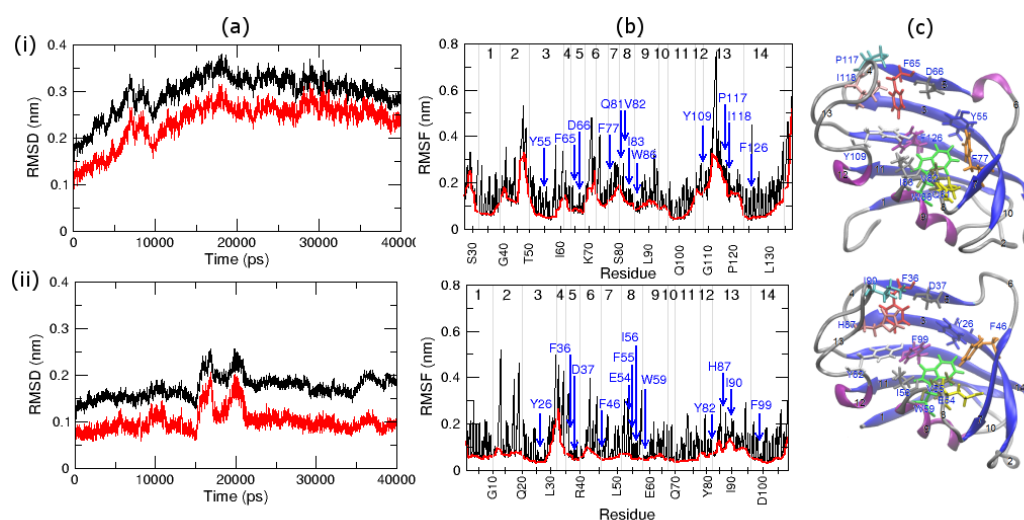 (a) (b) (c)
(i)
0.4
0.3
0.2
0.1
0
RMSD (nm)
0 10000 20000 30000 40000
Time (ps)
0.8
0.6
0.4
0.2
0
RMSF (nm)
1 2 3 4 5 6 7 8 9 10 11 12 13 14
Q81 V82
P117
D66
Y109
I118
F77
Y55
F65
I83
W86
F126
S30 G40 T50 I60 K70 S80 L90 Q100 G110 P120 L130
Residue
P117
F65
D66
I118
Y55
F77
Y109
(ii)
0.4
0.3
0.2
0.1
0
RMSD (nm)
0 10000 20000 30000 40000
Time (ps)
0.8
0.6
0.4
0.2
0
RMSF (nm)
1 2 3 4 5 6 7 8 9 10 11 12 13 14
I56
F36
F55
H87
D37
E54
W59
I90
Y26
F46
Y82
F99
G10 Q20 L30 R40 L50 E60 Q70 Y80 I90 D100
Residue
I90
F36
D37
H87
Y26
F46
F99
Y82
W59
10
2